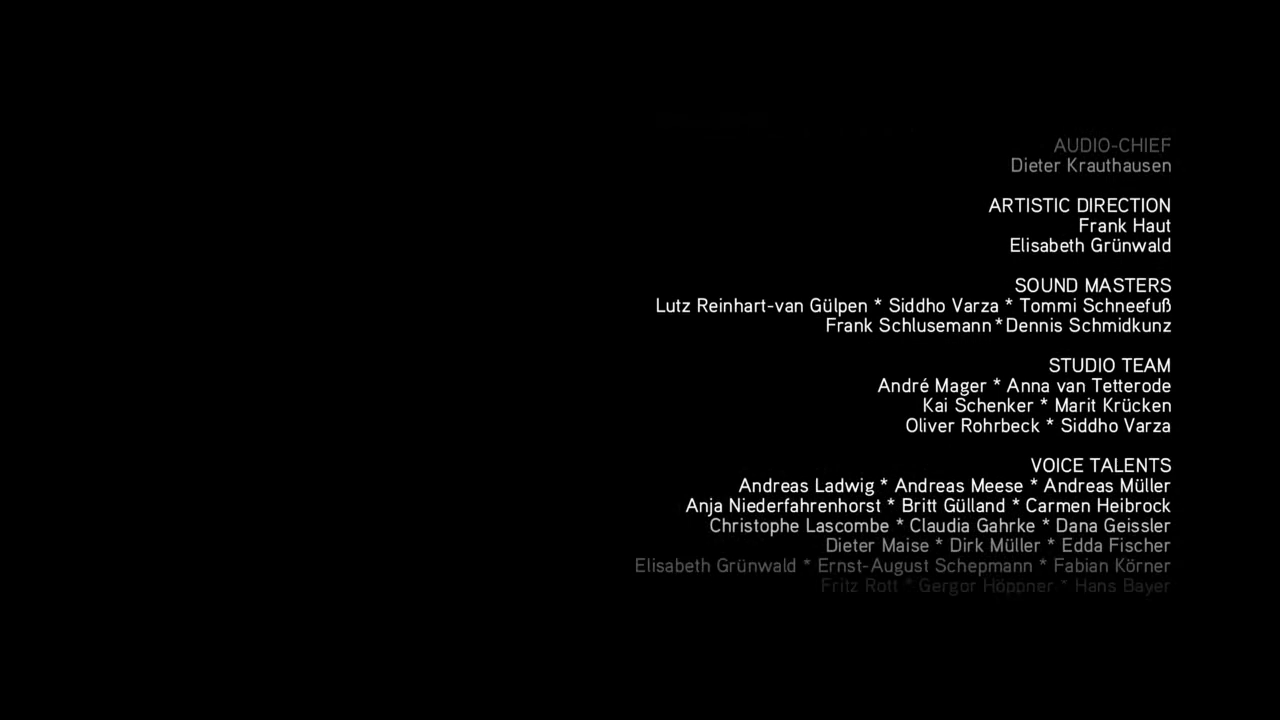 AUDIO-CHIEF
Dieter Krauthausen
ARTISTIC DIRECTION
Frank Haut
Elisabeth Grünwald
SOUND MASTERS
Lutz Reinhart-van Gülpen * Siddho Varza * Tommi Schneefuß
Frank Schlusemann * Dennis Schmidkunz
STUDIO TEAM
André Mager * Anna van Tetterode
Kai Schenker * Marit Krücken
Oliver Rohrbeck * Siddho Varza
VOICE TALENTS
Andreas Ladwig * Andreas Meese * Andreas Müller
Anja Niederfahrenhorst * Britt Gülland * Carmen Heibrock
Christophe Lascombe * Claudia Gahrke * Dana Geissler
Dieter Maise * Dirk Müller * Edda Fischer
Elisabeth Grünwald * Ernst-August Schepmann * Fabian Körner
Fritz Rott * Gergor Höppner * Hans Bayer